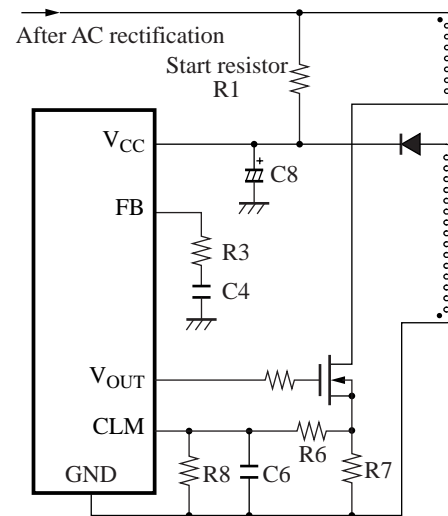 After AC rectification
Start resistor
R1
VCC
C8
FB
R3
C4
VOUT
CLM
R6
R8
C6
R7
GND